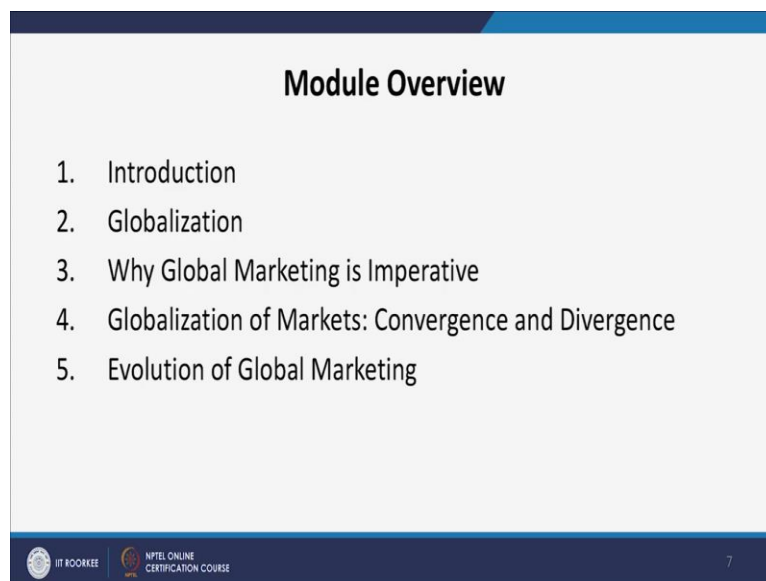 Module Overview
1. Introduction
2. Globalization
3. Why Global Marketing is Imperative
4. Globalization of Markets: Convergence and Divergence
5. Evolution of Global Marketing
IIT ROORKEE
NPTEL ONLINE
CERTIFICATION COURSE
7